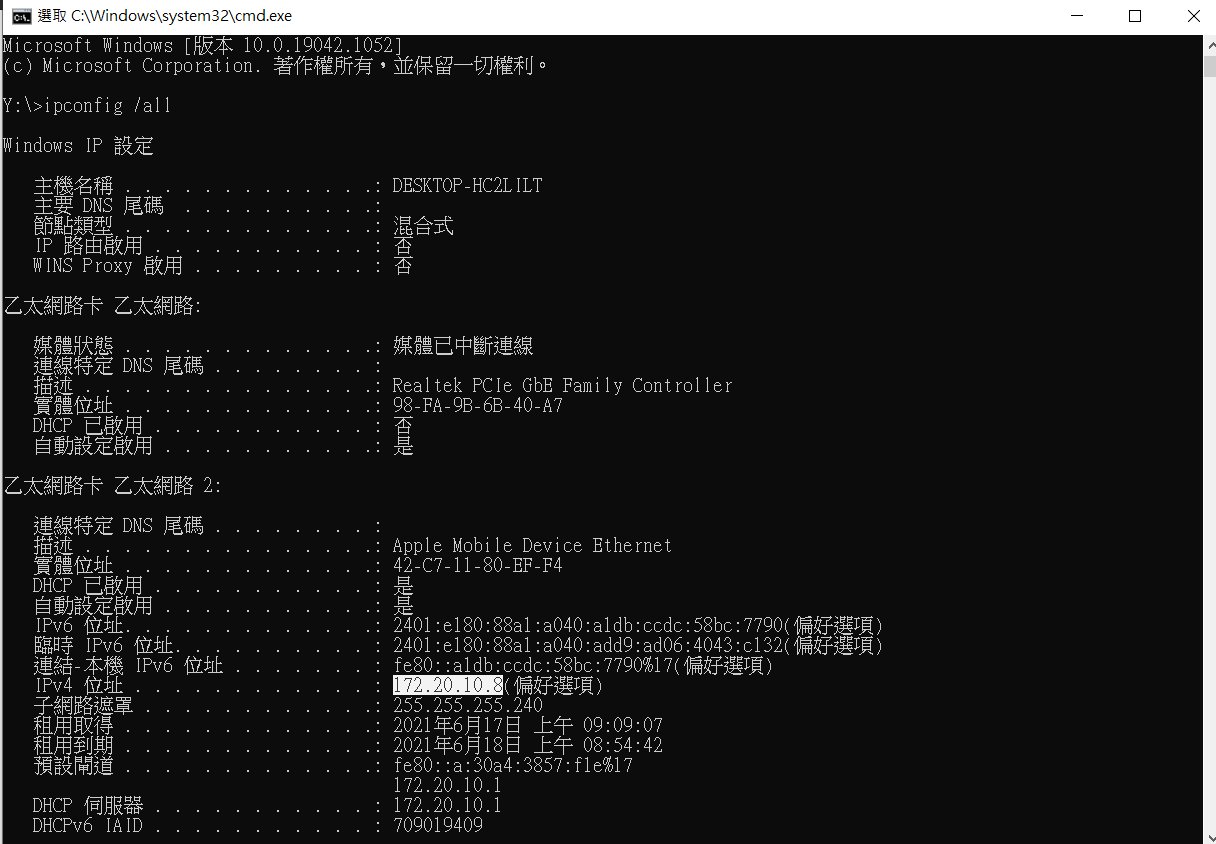 選取 C:\Windows\system32\cmd.exe
Microsoft Windows [版本 10.0.19042.1052]
(c) Microsoft Corporation. 著作權所有，並保留一切權利。
Y:\>ipconfig /all
Windows IP 設定
主機名稱 . . . . . . . . . . . . .: DESKTOP-HC2LILT
主要 DNS 尾碼  . . . . . . . . . .:
節點類型 . . . . . . . . . . . . .: 混合式
IP 路由啟用 . . . . . . . . . . . : 否
WINS Proxy 啟用 . . . . . . . . . : 否
乙太網路卡 乙太網路:
媒體狀態 . . . . . . . . . . . . .: 媒體已中斷連線
連線特定 DNS 尾碼 . . . . . . . . :
描述 . . . . . . . . . . . . . . .: Realtek PCIe GbE Family Controller
實體位址 . . . . . . . . . . . . .: 98-FA-9B-6B-40-A7
DHCP 已啟用 . . . . . . . . . . . : 否
自動設定啟用 . . . . . . . . . . .: 是
乙太網路卡 乙太網路 2:
連線特定 DNS 尾碼 . . . . . . . . :
描述 . . . . . . . . . . . . . . .: Apple Mobile Device Ethernet
實體位址 . . . . . . . . . . . . .: 42-C7-11-80-EF-F4
DHCP 已啟用 . . . . . . . . . . . : 是
自動設定啟用 . . . . . . . . . . .: 是
IPv6 位址. . . . . . . . . . . . .: 2401:e180:88a1:a040:a1db:ccdc:58bc:7790(偏好選項)
臨時 IPv6 位址. . . . . . . . . . : 2401:e180:88a1:a040:add9:ad06:4043:c132(偏好選項)
連結-本機 IPv6 位址 . . . . . . . : fe80::a1db:ccdc:58bc:7790%17(偏好選項)
IPv4 位址 . . . . . . . . . . . . : 172.20.10.8(偏好選項)
子網路遮罩 . . . . . . . . . . . .: 255.255.255.240
租用取得 . . . . . . . . . . . . .: 2021年6月17日 上午 09:09:07
租用到期 . . . . . . . . . . . . .: 2021年6月18日 上午 08:54:42
預設閘道 . . . . . . . . . . . . .: fe80::a:30a4:3857:f1e%17
172.20.10.1
DHCP 伺服器 . . . . . . . . . . . : 172.20.10.1
DHCPv6 IAID . . . . . . . . . . . : 709019409